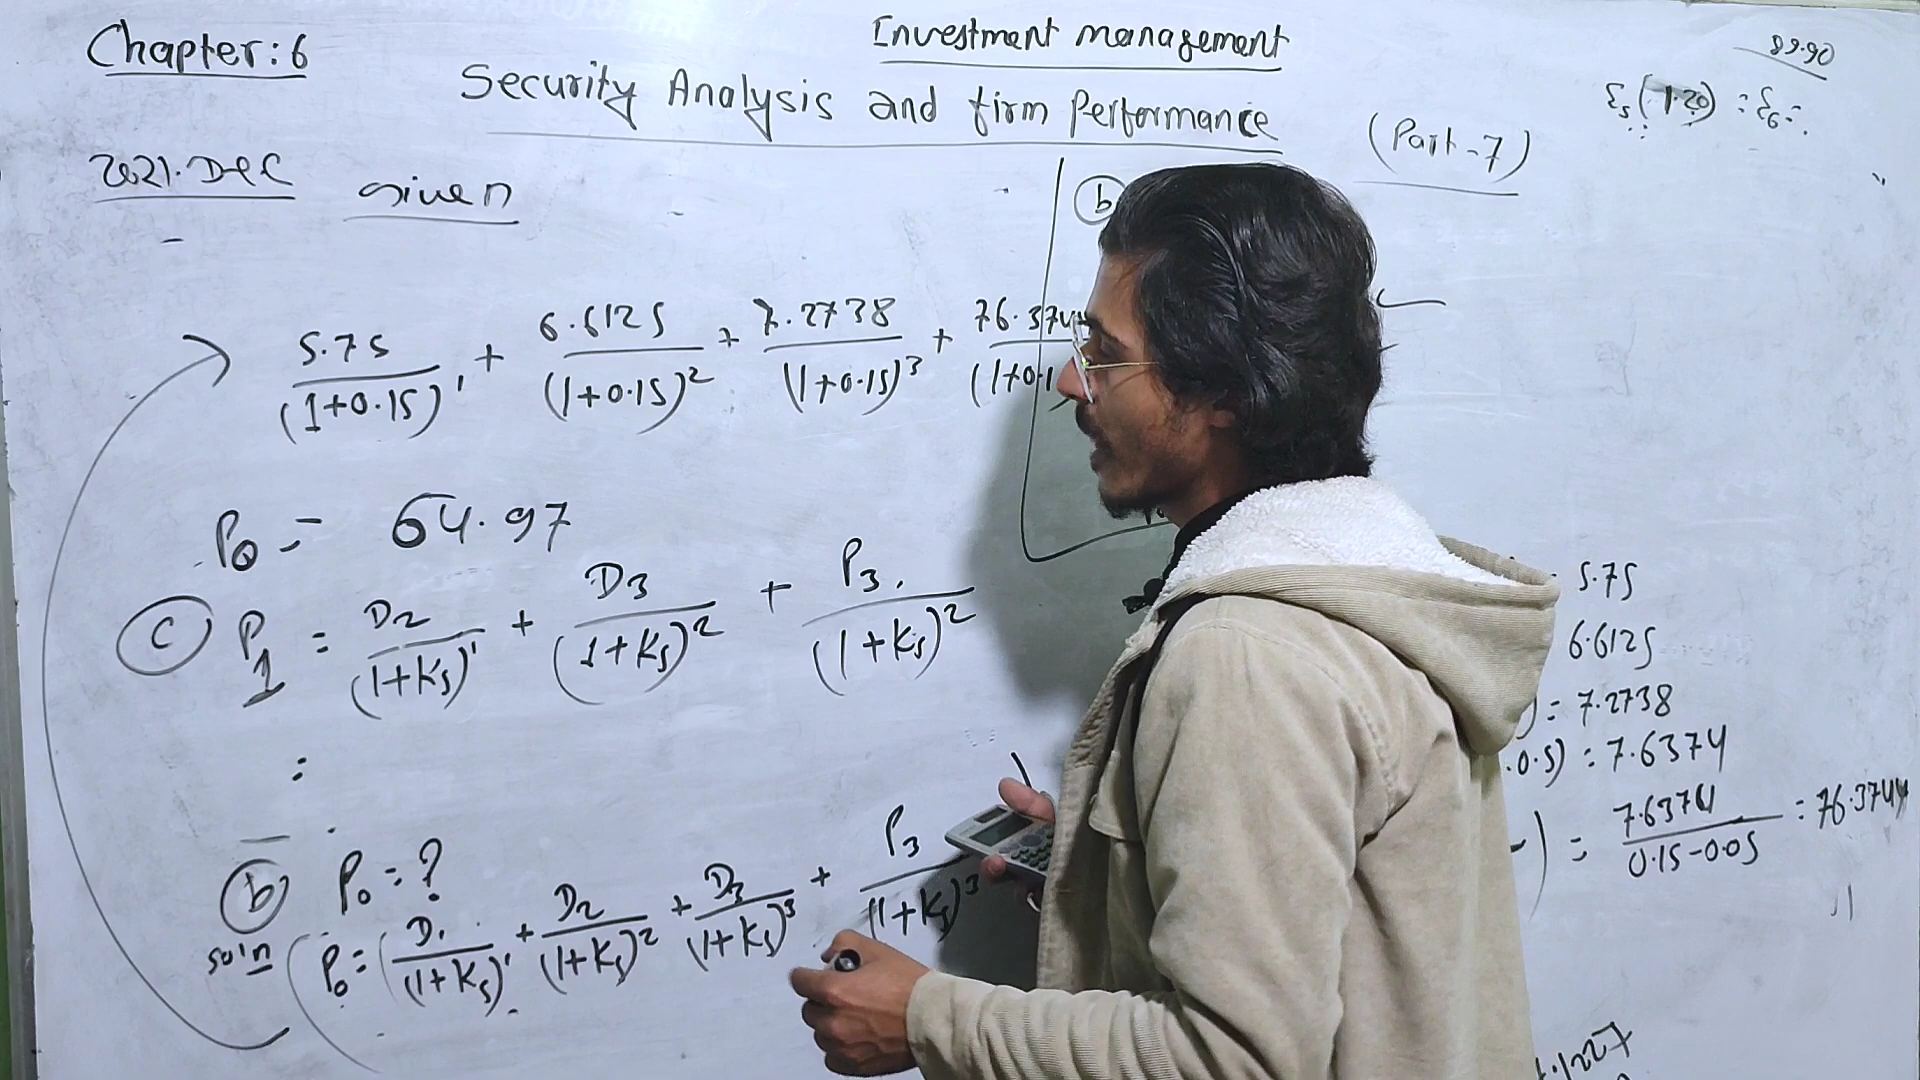 Investment management
Chapter: 6
Security Analysis and firm Performance
89.90
(Part-7)
2021.Dec given
b
5.75/(1+0.15)¹ + 6.6125/(1+0.15)² + 7.2738/(1+0.15)³ + 76.374
P₀ = 64.97
c P₁ = D₂/(1+Ks)¹ + D₃/(1+Ks)² + P₃/(1+Ks)²
=
5.75
6.6125
) = 7.2738
.0.5) = 7.6374
= 7.6374/0.15-0.05 = 76.3744
b P₀ = ?
so'n P₀ = (D₁/(1+Ks)¹ + D₂/(1+Ks)² + D₃/(1+Ks)³ + P₃/(1+Ks)³